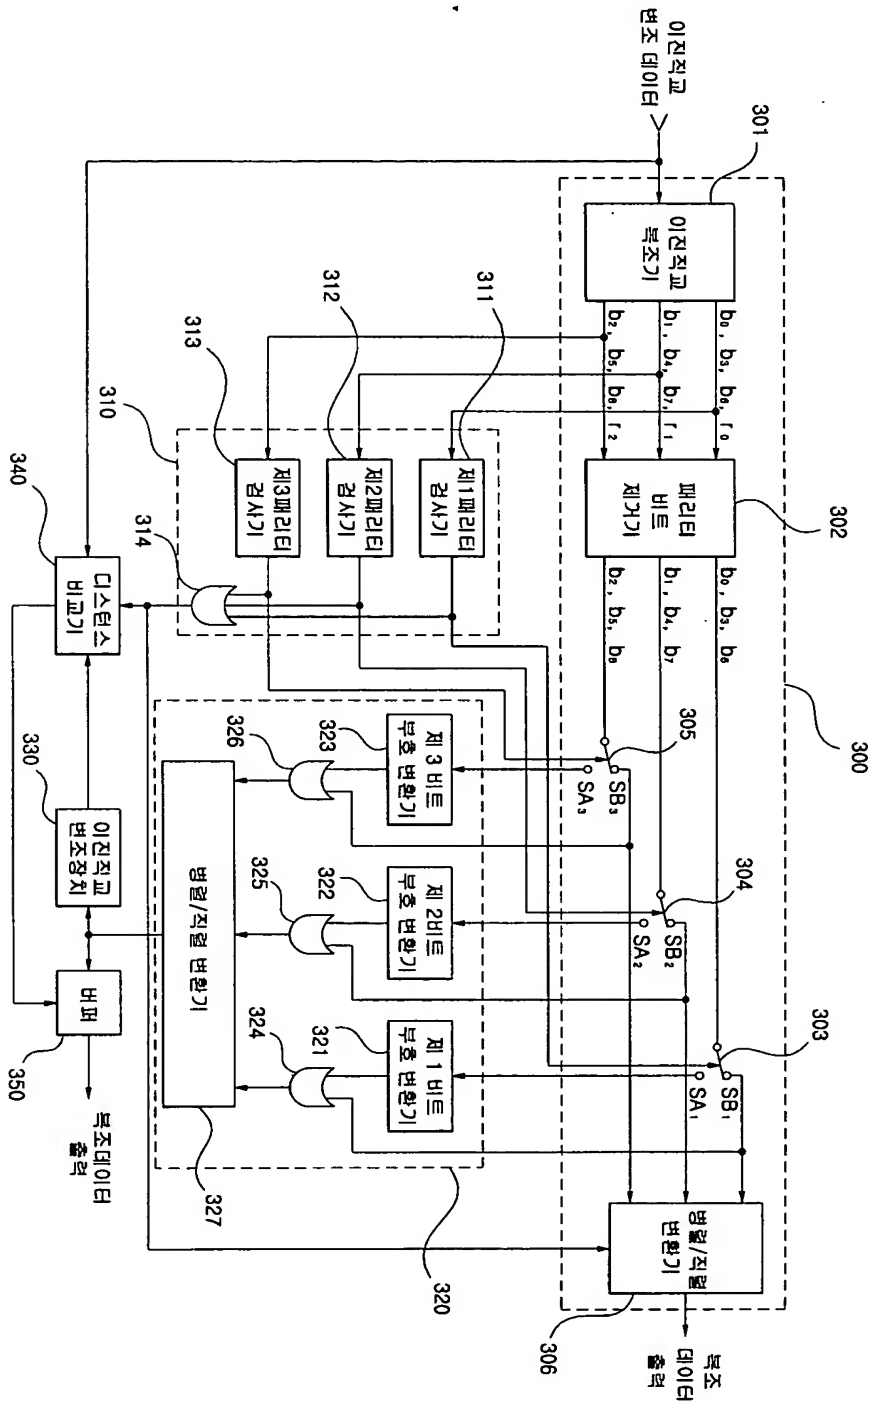 이진직교
변조 데이터
301
이진직교
복조기
b₀, b₃, b₆, r₀
b₁, b₄, b₇, r₁
b₂, b₅, b₈, r₂
302
패리티
비트
제거기
b₀, b₃, b₆
b₁, b₄, b₇
b₂, b₅, b₈
300
303
SB₁
SA₁
304
SB₂
SA₂
305
SB₃
SA₃
병렬/직렬
변환기
306
복조
데이터
출력
310
311
제1패리티
검사기
312
제2패리티
검사기
313
제3패리티
검사기
314
320
제 1 비트
부호 변환기
321
324
제 2비트
부호 변환기
322
325
제 3 비트
부호 변환기
323
326
병렬/직렬 변환기
327
340
디스턴스
비교기
330
이진직교
변조장치
버퍼
350
복조데이터
출력